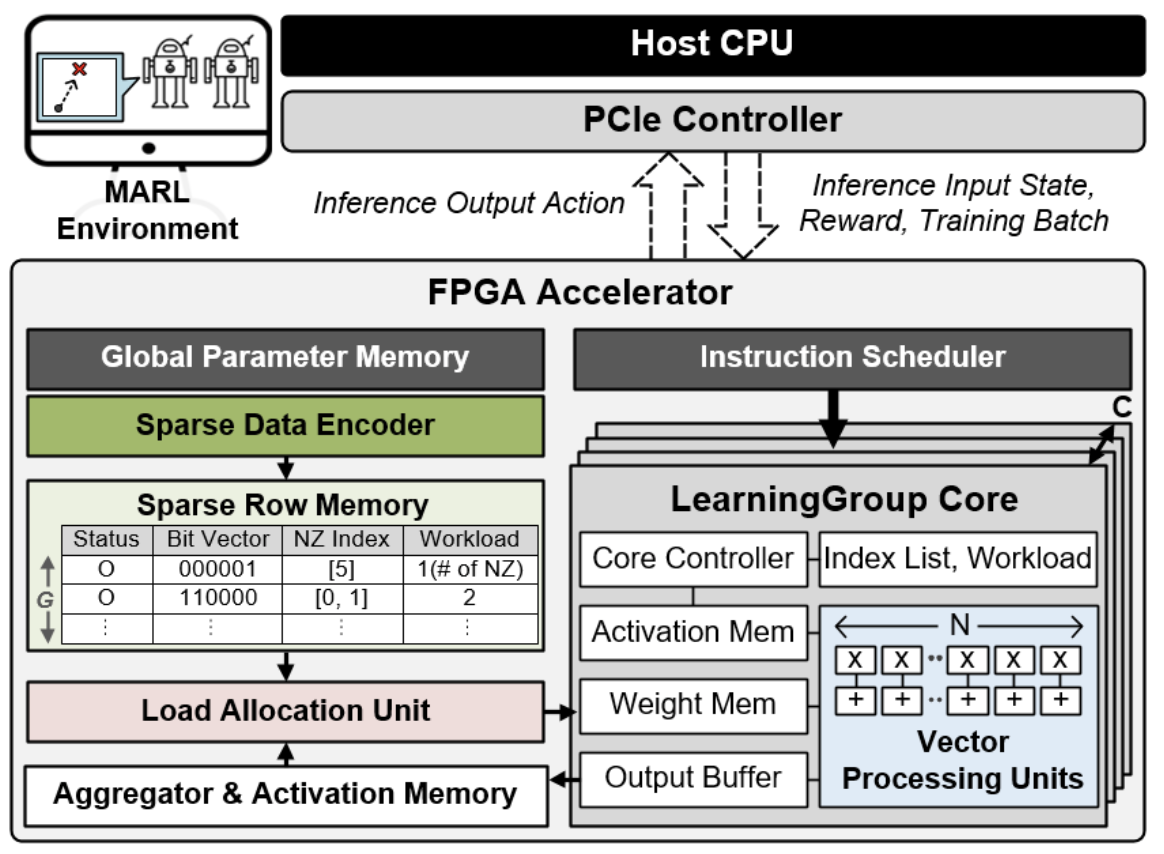 Host CPU
PCIe Controller
MARL
Environment
Inference Output Action
Inference Input State,
Reward, Training Batch
FPGA Accelerator
Global Parameter Memory
Sparse Data Encoder
Sparse Row Memory
Status Bit Vector NZ Index Workload
O 000001 [5] 1(# of NZ)
O 110000 [0, 1] 2
⋮ ⋮ ⋮ ⋮
G
Load Allocation Unit
Aggregator & Activation Memory
Instruction Scheduler
C
LearningGroup Core
Core Controller
Index List, Workload
Activation Mem
Weight Mem
Output Buffer
N
X X ·· X X X
+ + ·· + + +
Vector
Processing Units